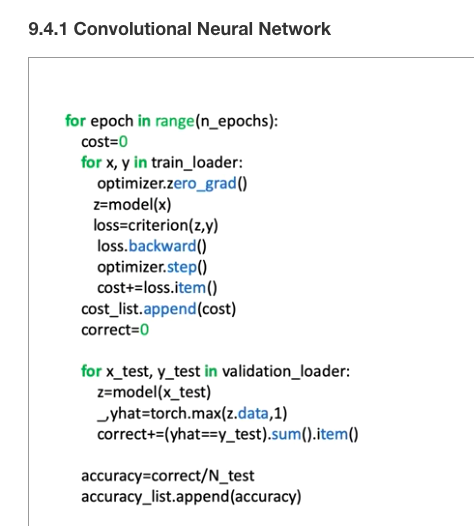 9.4.1 Convolutional Neural Network
for epoch in range(n_epochs):
cost=0
for x, y in train_loader:
optimizer.zero_grad()
z=model(x)
loss=criterion(z,y)
loss.backward()
optimizer.step()
cost+=loss.item()
cost_list.append(cost)
correct=0
for x_test, y_test in validation_loader:
z=model(x_test)
_,yhat=torch.max(z.data,1)
correct+=(yhat==y_test).sum().item()
accuracy=correct/N_test
accuracy_list.append(accuracy)